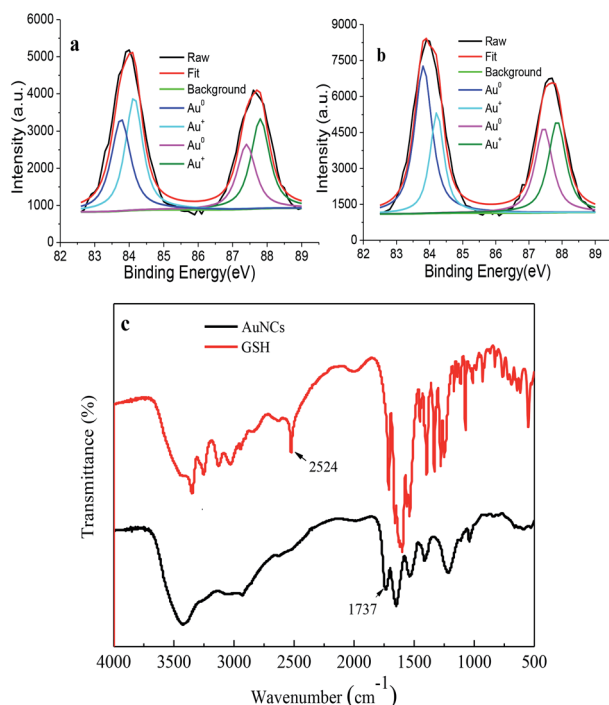 a
Raw
Fit
Background
Au⁰
Au⁺
Au⁰
Au⁺
6000
5000
4000
3000
2000
1000
0
Intensity (a.u.)
82 83 84 85 86 87 88 89
Binding Energy(eV)
b
Raw
Fit
Background
Au⁰
Au⁺
Au⁰
Au⁺
9000
7500
6000
4500
3000
1500
0
Intensity (a.u.)
82 83 84 85 86 87 88 89
Binding Energy(eV)
c
AuNCs
GSH
2524
1737
Transmittance (%)
4000 3500 3000 2500 2000 1500 1000 500
Wavenumber (cm⁻¹)